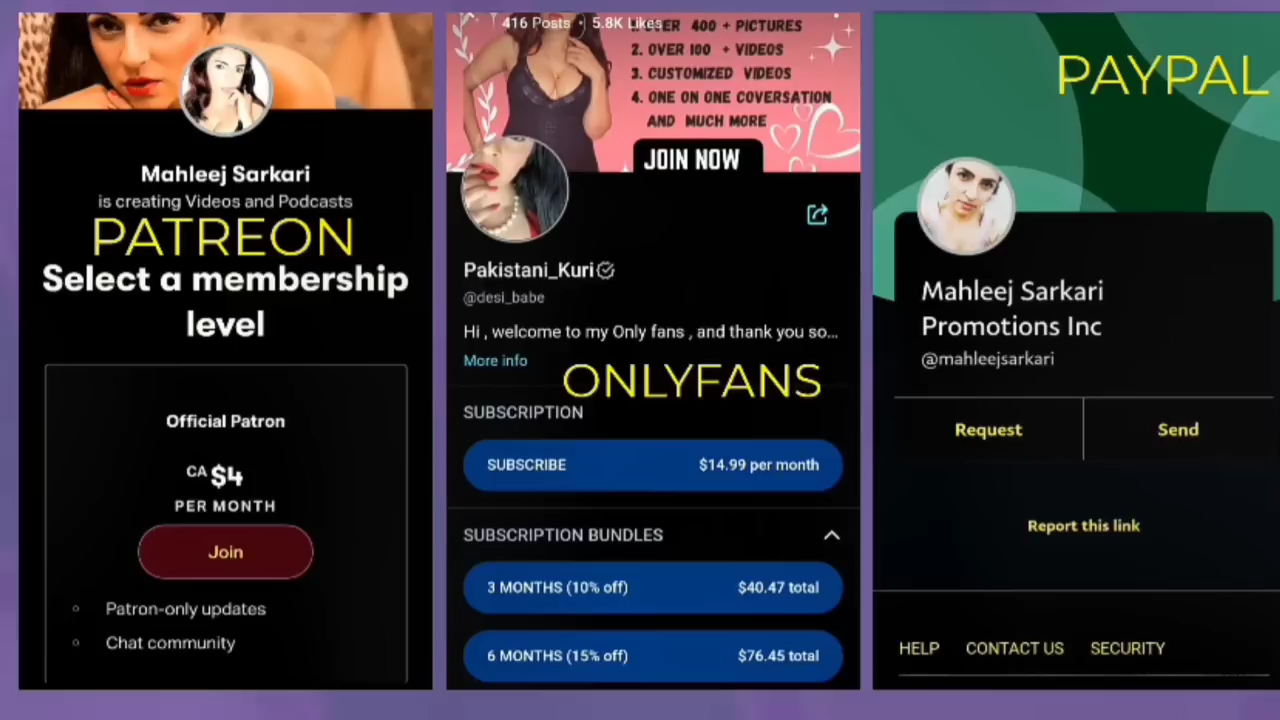 Mahleej Sarkari
is creating Videos and Podcasts
PATREON
Select a membership
level
Official Patron
CA $4
PER MONTH
Join
Patron-only updates
Chat community
416 Posts • 5.8K Likes
1. OVER 400 + PICTURES
2. OVER 100 + VIDEOS
3. CUSTOMIZED VIDEOS
4. ONE ON ONE COVERSATION
AND MUCH MORE
JOIN NOW
Pakistani_Kuri
@desi_babe
Hi , welcome to my Only fans , and thank you so...
More info
ONLYFANS
SUBSCRIPTION
SUBSCRIBE $14.99 per month
SUBSCRIPTION BUNDLES
3 MONTHS (10% off) $40.47 total
6 MONTHS (15% off) $76.45 total
PAYPAL
Mahleej Sarkari
Promotions Inc
@mahleejsarkari
Request Send
Report this link
HELP CONTACT US SECURITY